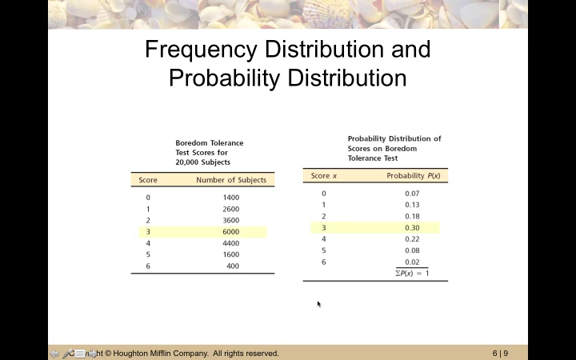 Frequency Distribution and
Probability Distribution
Boredom Tolerance
Test Scores for
20,000 Subjects
Score Number of Subjects
0 1400
1 2600
2 3600
3 6000
4 4400
5 1600
6 400
Probability Distribution of
Scores on Boredom
Tolerance Test
Score x Probability P(x)
0 0.07
1 0.13
2 0.18
3 0.30
4 0.22
5 0.08
6 0.02
ΣP(x) = 1
ht © Houghton Mifflin Company. All rights reserved.
6 | 9